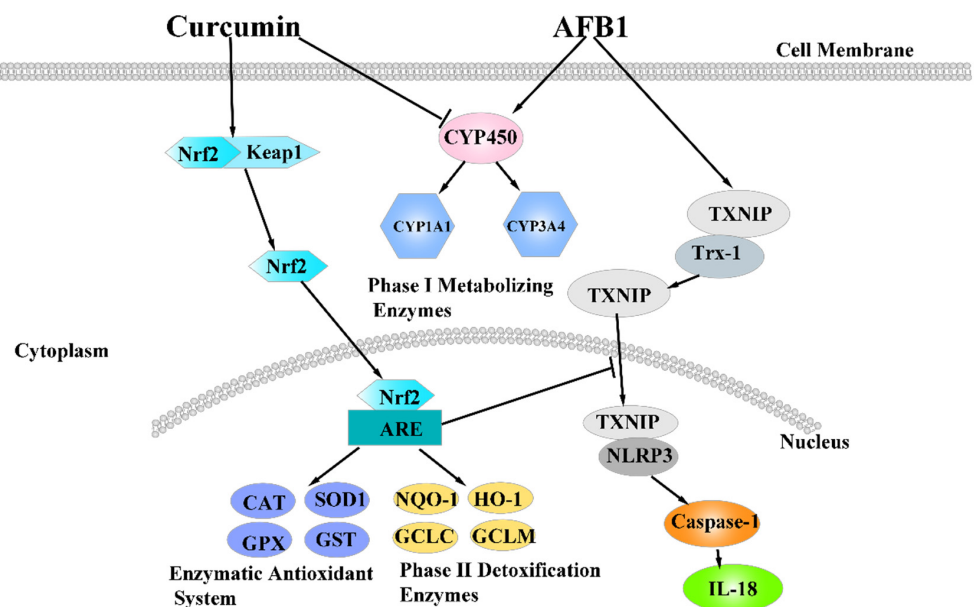 Curcumin
AFB1
Cell Membrane
Nrf2
Keap1
CYP450
CYP1A1
CYP3A4
TXNIP
Trx-1
Nrf2
Phase I Metabolizing
Enzymes
TXNIP
Cytoplasm
Nrf2
ARE
TXNIP
NLRP3
Nucleus
CAT
SOD1
NQO-1
HO-1
GPX
GST
GCLC
GCLM
Caspase-1
Enzymatic Antioxidant
System
Phase II Detoxification
Enzymes
IL-18